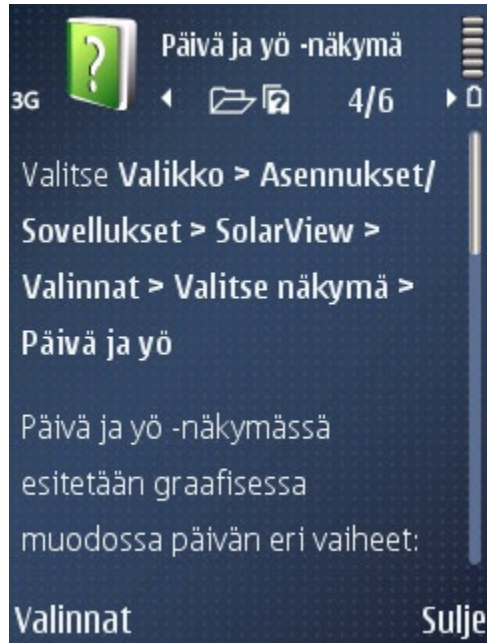 Päivä ja yö -näkymä
3G
4/6
Valitse Valikko > Asennukset/
Sovellukset > SolarView >
Valinnat > Valitse näkymä >
Päivä ja yö
Päivä ja yö -näkymässä
esitetään graafisessa
muodossa päivän eri vaiheet:
Valinnat
Sulje